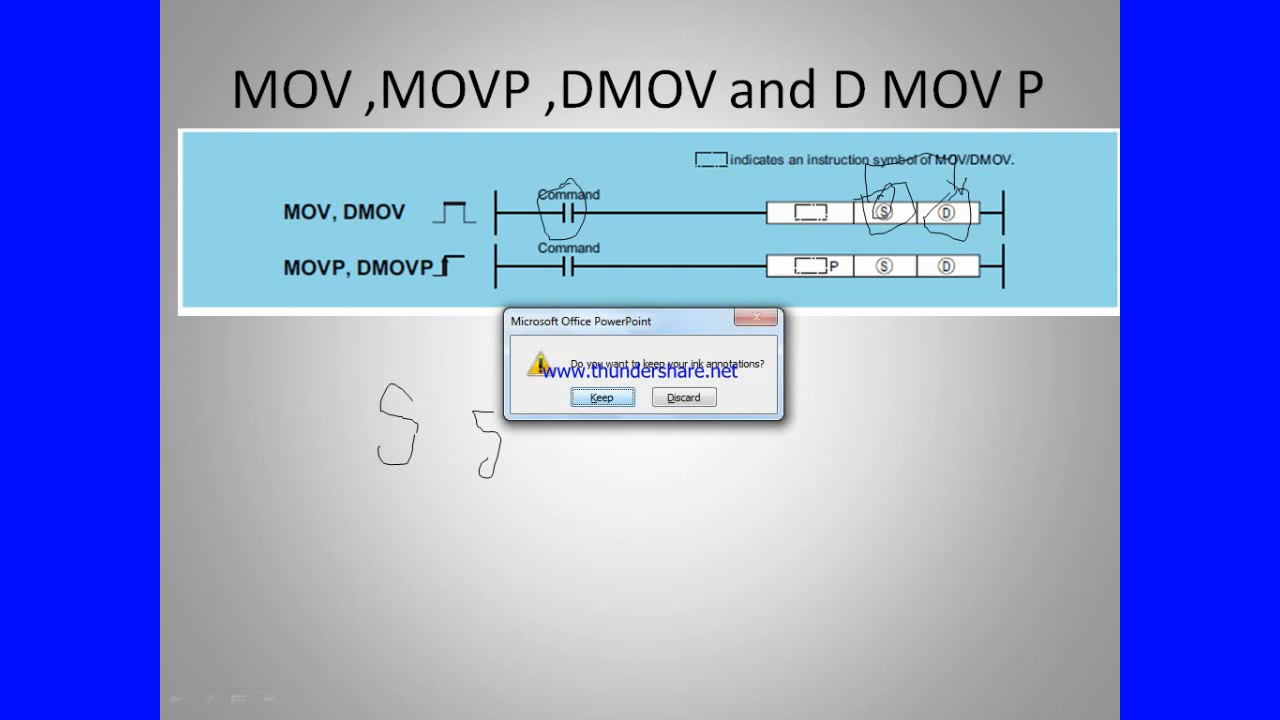 MOV ,MOVP ,DMOV and D MOV P
indicates an instruction symbol of MOV/DMOV.
Command
MOV, DMOV
S D
Command
MOVP, DMOVP
P S D
Microsoft Office PowerPoint
Do you want to keep your ink annotations?
www.thundershare.net
Keep Discard
S 5